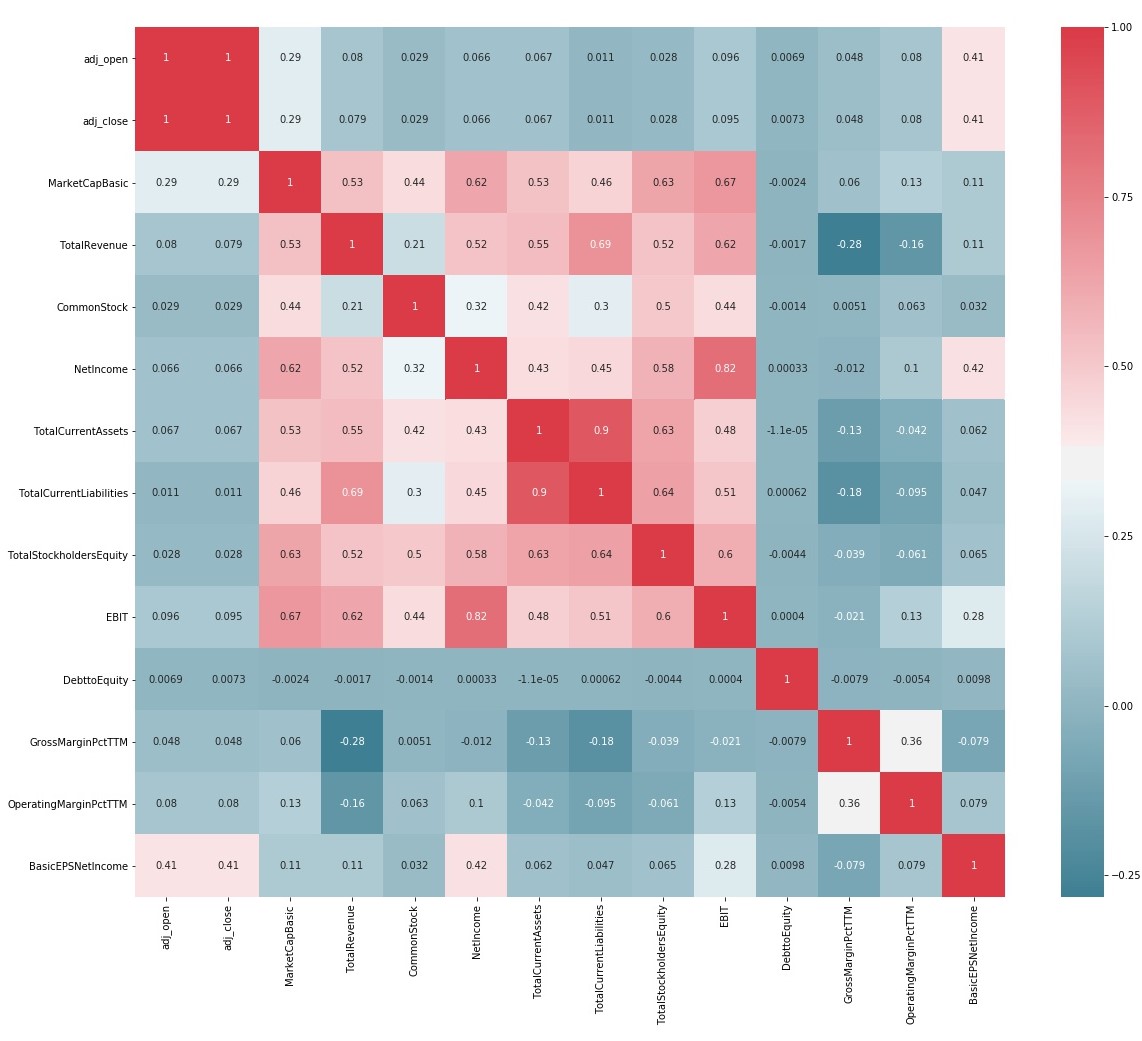 adj_open 1 1 0.29 0.08 0.029 0.066 0.067 0.011 0.028 0.096 0.0069 0.048 0.08 0.41
adj_close 1 1 0.29 0.079 0.029 0.066 0.067 0.011 0.028 0.095 0.0073 0.048 0.08 0.41
MarketCapBasic 0.29 0.29 1 0.53 0.44 0.62 0.53 0.46 0.63 0.67 -0.0024 0.06 0.13 0.11
TotalRevenue 0.08 0.079 0.53 1 0.21 0.52 0.55 0.69 0.52 0.62 -0.0017 -0.28 -0.16 0.11
CommonStock 0.029 0.029 0.44 0.21 1 0.32 0.42 0.3 0.5 0.44 -0.0014 0.0051 0.063 0.032
NetIncome 0.066 0.066 0.62 0.52 0.32 1 0.43 0.45 0.58 0.82 0.00033 -0.012 0.1 0.42
TotalCurrentAssets 0.067 0.067 0.53 0.55 0.42 0.43 1 0.9 0.63 0.48 -1.1e-05 -0.13 -0.042 0.062
TotalCurrentLiabilities 0.011 0.011 0.46 0.69 0.3 0.45 0.9 1 0.64 0.51 0.00062 -0.18 -0.095 0.047
TotalStockholdersEquity 0.028 0.028 0.63 0.52 0.5 0.58 0.63 0.64 1 0.6 -0.0044 -0.039 -0.061 0.065
EBIT 0.096 0.095 0.67 0.62 0.44 0.82 0.48 0.51 0.6 1 0.0004 -0.021 0.13 0.28
DebttoEquity 0.0069 0.0073 -0.0024 -0.0017 -0.0014 0.00033 -1.1e-05 0.00062 -0.0044 0.0004 1 -0.0079 -0.0054 0.0098
GrossMarginPctTTM 0.048 0.048 0.06 -0.28 0.0051 -0.012 -0.13 -0.18 -0.039 -0.021 -0.0079 1 0.36 -0.079
OperatingMarginPctTTM 0.08 0.08 0.13 -0.16 0.063 0.1 -0.042 -0.095 -0.061 0.13 -0.0054 0.36 1 0.079
BasicEPSNetIncome 0.41 0.41 0.11 0.11 0.032 0.42 0.062 0.047 0.065 0.28 0.0098 -0.079 0.079 1
adj_open
adj_close
MarketCapBasic
TotalRevenue
CommonStock
NetIncome
TotalCurrentAssets
TotalCurrentLiabilities
TotalStockholdersEquity
EBIT
DebttoEquity
GrossMarginPctTTM
OperatingMarginPctTTM
BasicEPSNetIncome
1.00
0.75
0.50
0.25
0.00
−0.25